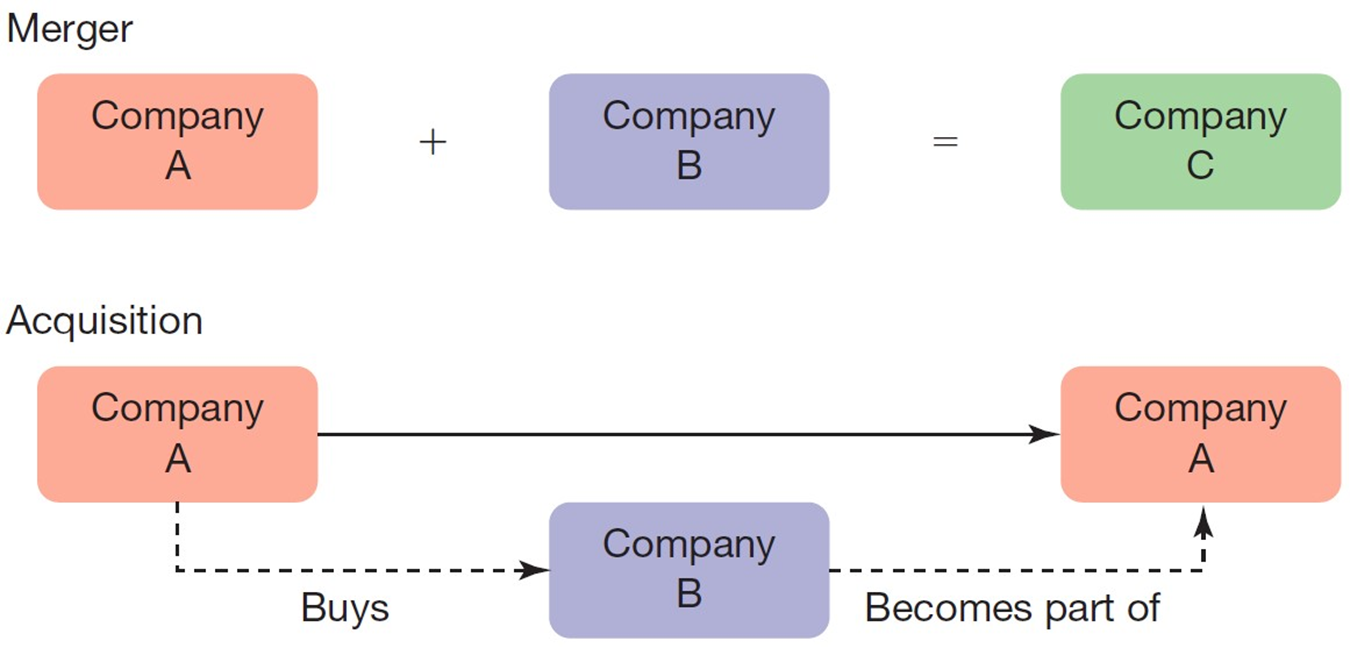 Merger
Company
A
+
Company
B
=
Company
C
Acquisition
Company
A
Company
A
Company
B
Buys
Becomes part of